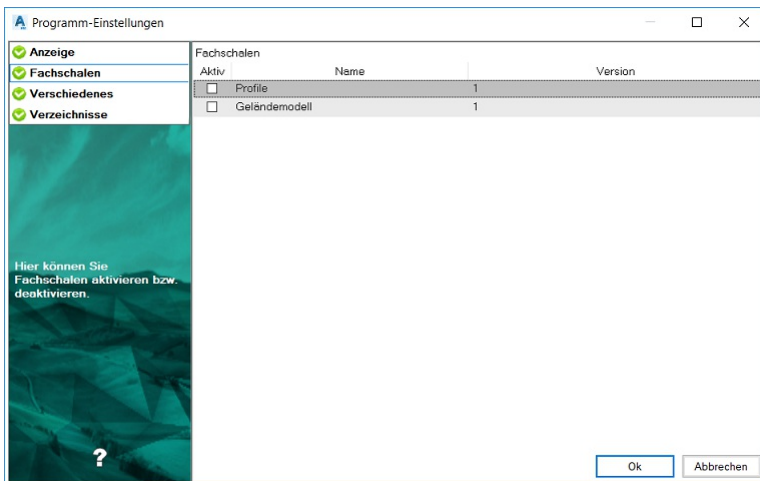 Programm-Einstellungen
Anzeige
Fachschalen
Verschiedenes
Verzeichnisse
Hier können Sie
Fachschalen aktivieren bzw.
deaktivieren.
?
Fachschalen
Aktiv Name Version
Profile 1
Geländemodell 1
Ok Abbrechen